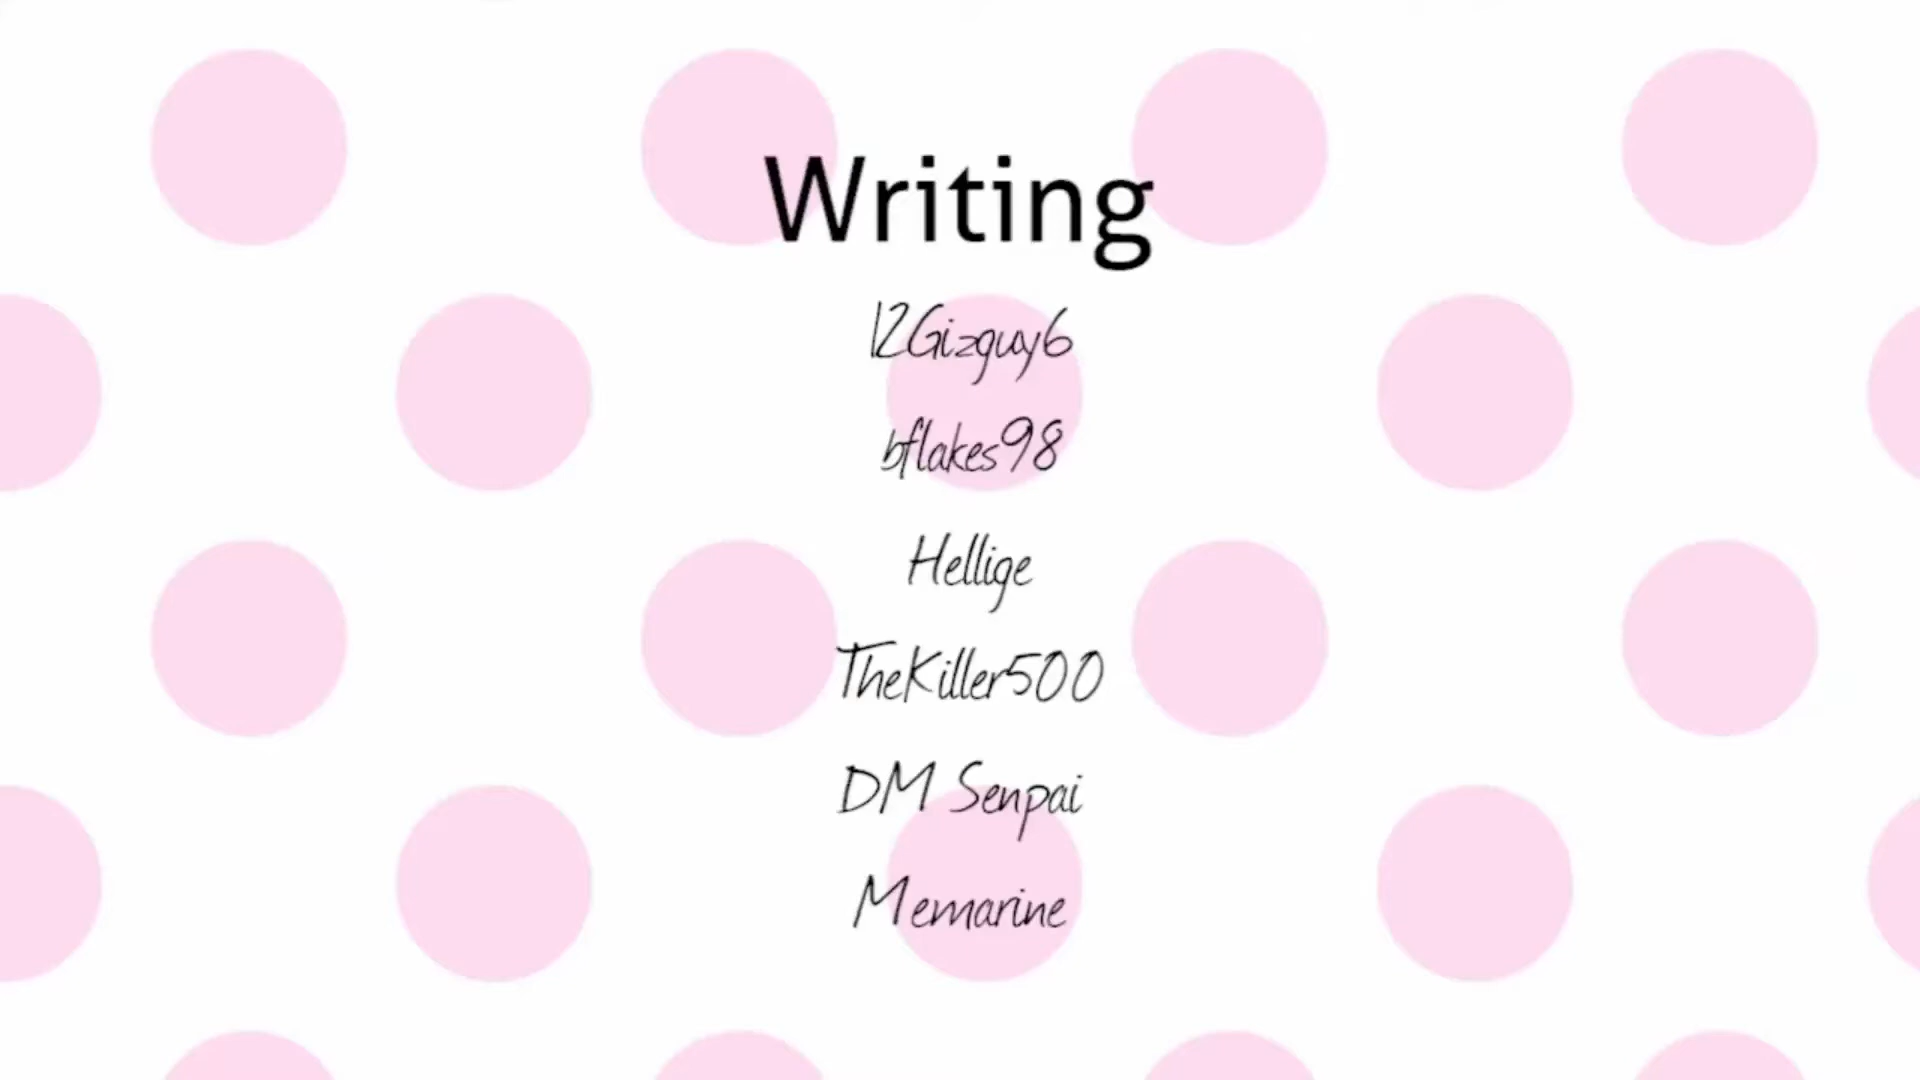 Writing
12Gizguy6
bflakes98
Hellige
TheKiller500
DM Senpai
Memarine